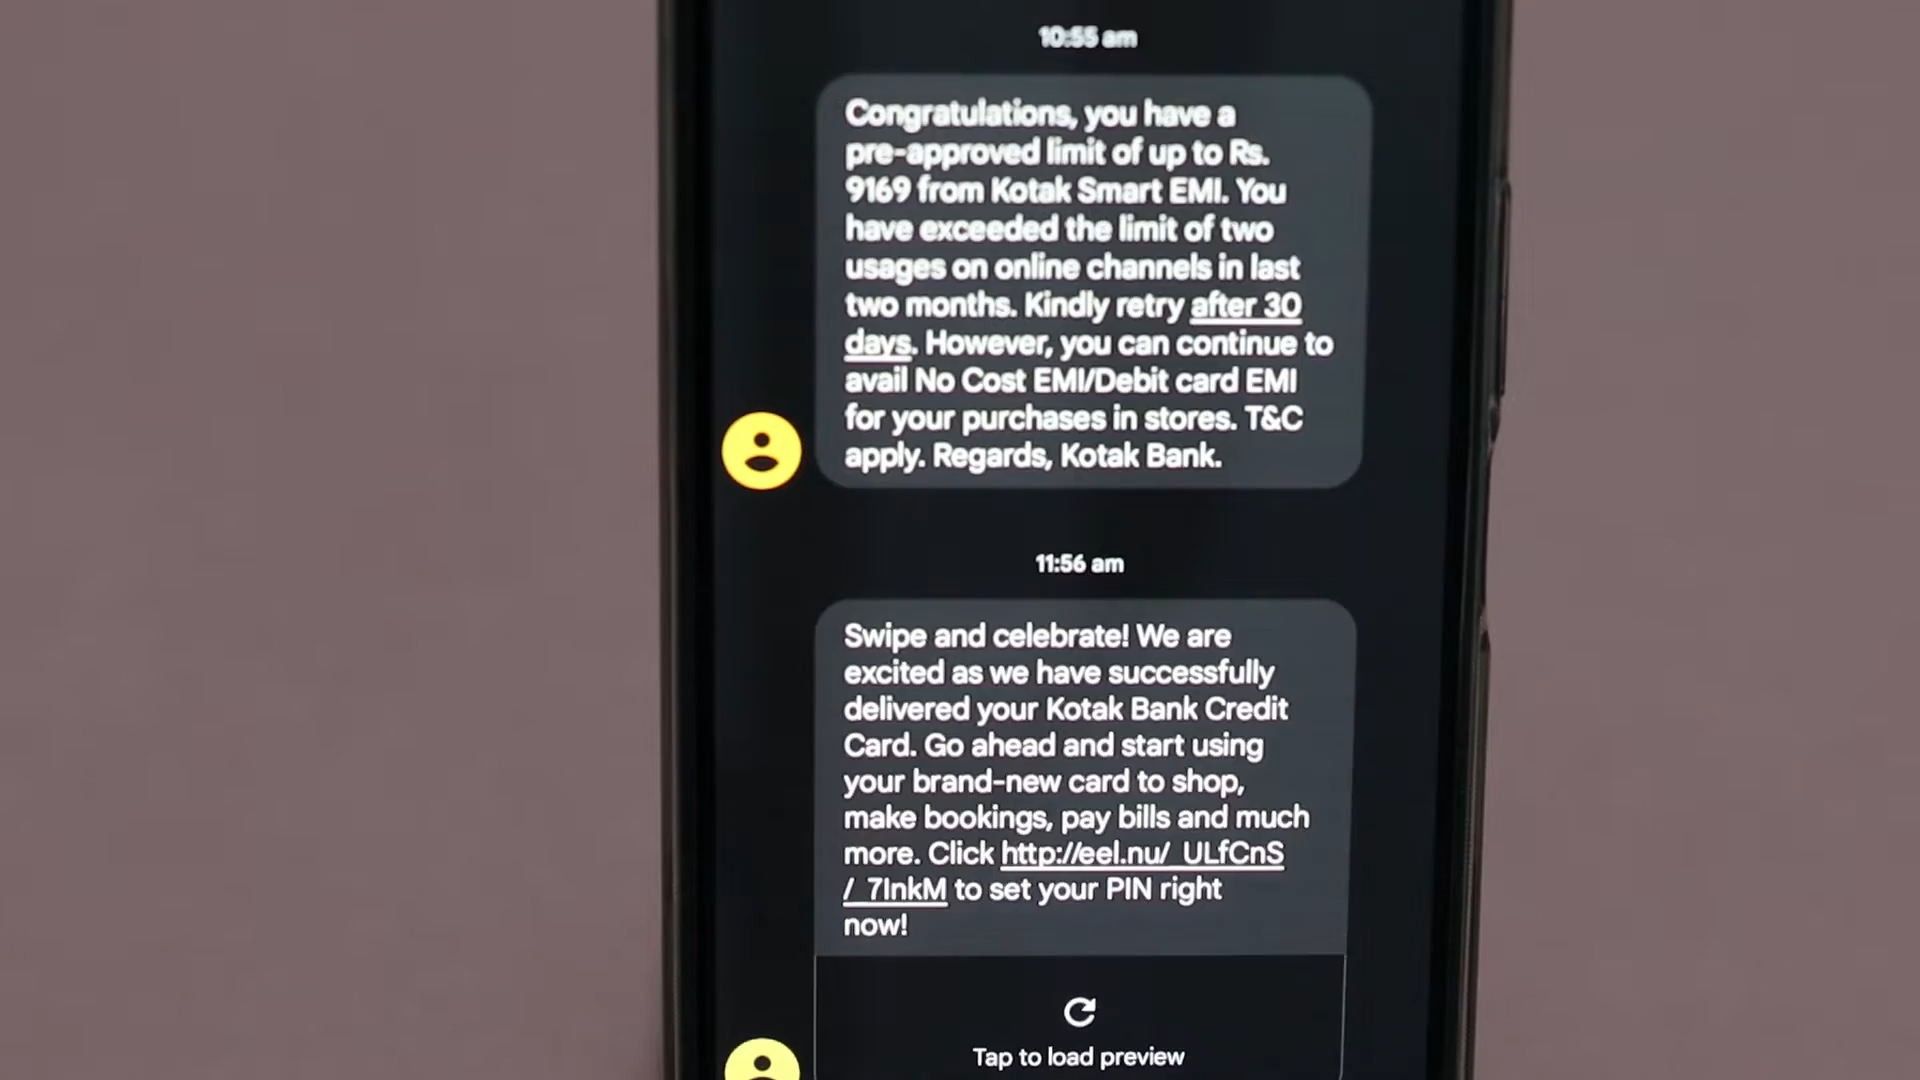 10:55 am
Congratulations, you have a
pre-approved limit of up to Rs.
9169 from Kotak Smart EMI. You
have exceeded the limit of two
usages on online channels in last
two months. Kindly retry after 30
days. However, you can continue to
avail No Cost EMI/Debit card EMI
for your purchases in stores. T&C
apply. Regards, Kotak Bank.
11:56 am
Swipe and celebrate! We are
excited as we have successfully
delivered your Kotak Bank Credit
Card. Go ahead and start using
your brand-new card to shop,
make bookings, pay bills and much
more. Click http://eel.nu/_ULfCnS
/_7InkM to set your PIN right
now!
Tap to load preview